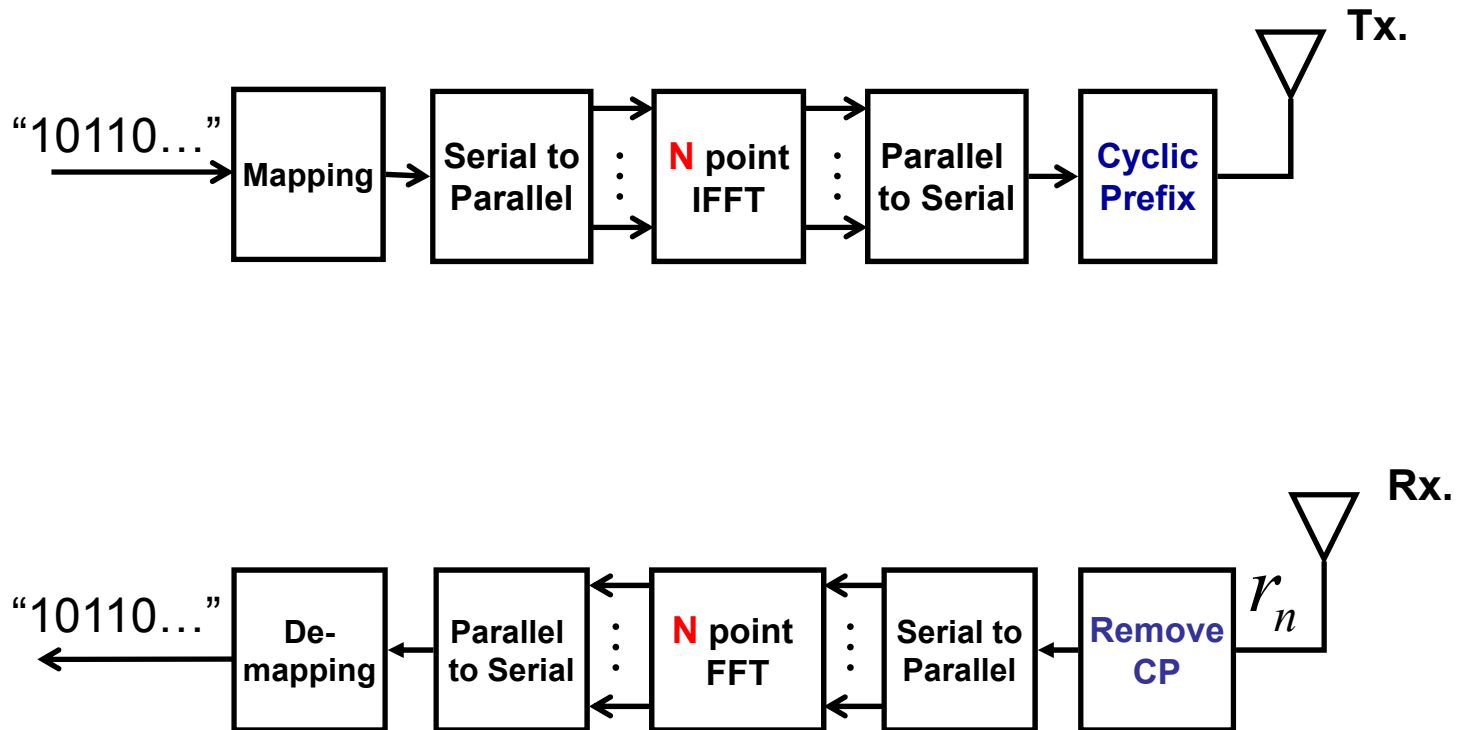 Tx.
“10110…”
Mapping
Serial to
Parallel
N point
IFFT
Parallel
to Serial
Cyclic
Prefix
Rx.
“10110…”
De-
mapping
Parallel
to Serial
N point
FFT
Serial to
Parallel
Remove
CP
rₙ